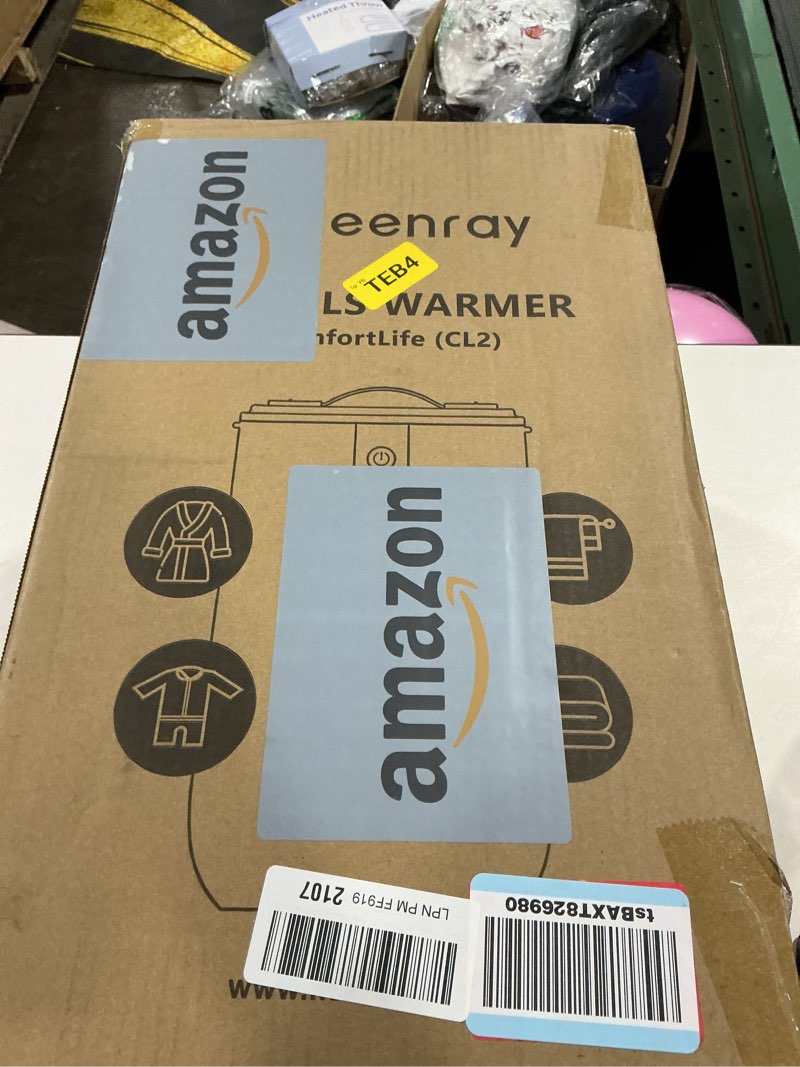 Heated Throw
amazon
eenray
TEB4
LS WARMER
nfortLife (CL2)
amazon
LPN PM FF919 2107
tsBAXT826980
www.